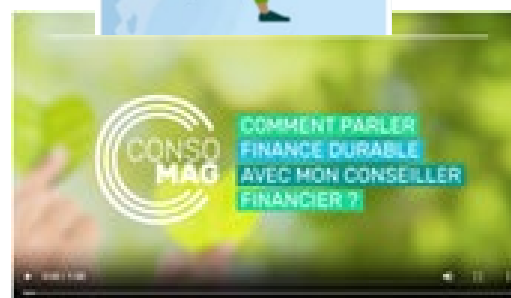 CONSO
MAG
COMMENT PARLER
FINANCE DURABLE
AVEC MON CONSEILLER
FINANCIER ?